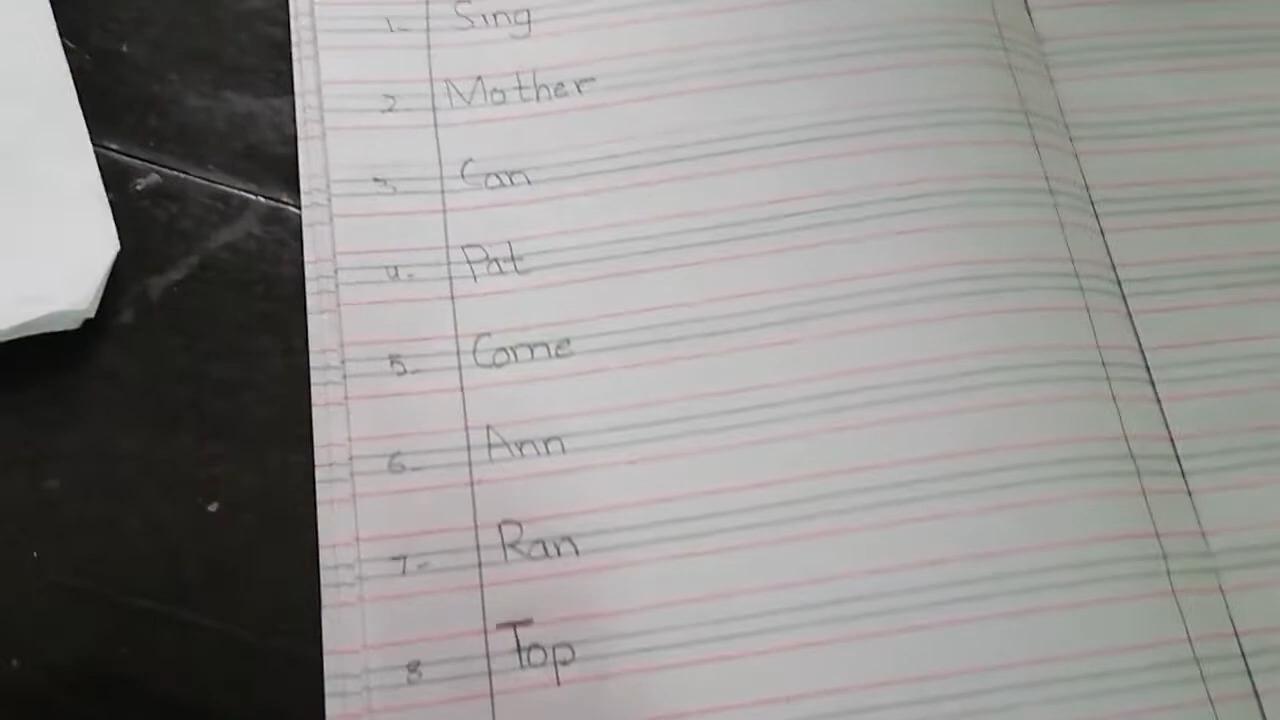 1- Sing
2 Mother
3 Can
4- Pat
5- Come
6- Ann
7- Ran
8 Top